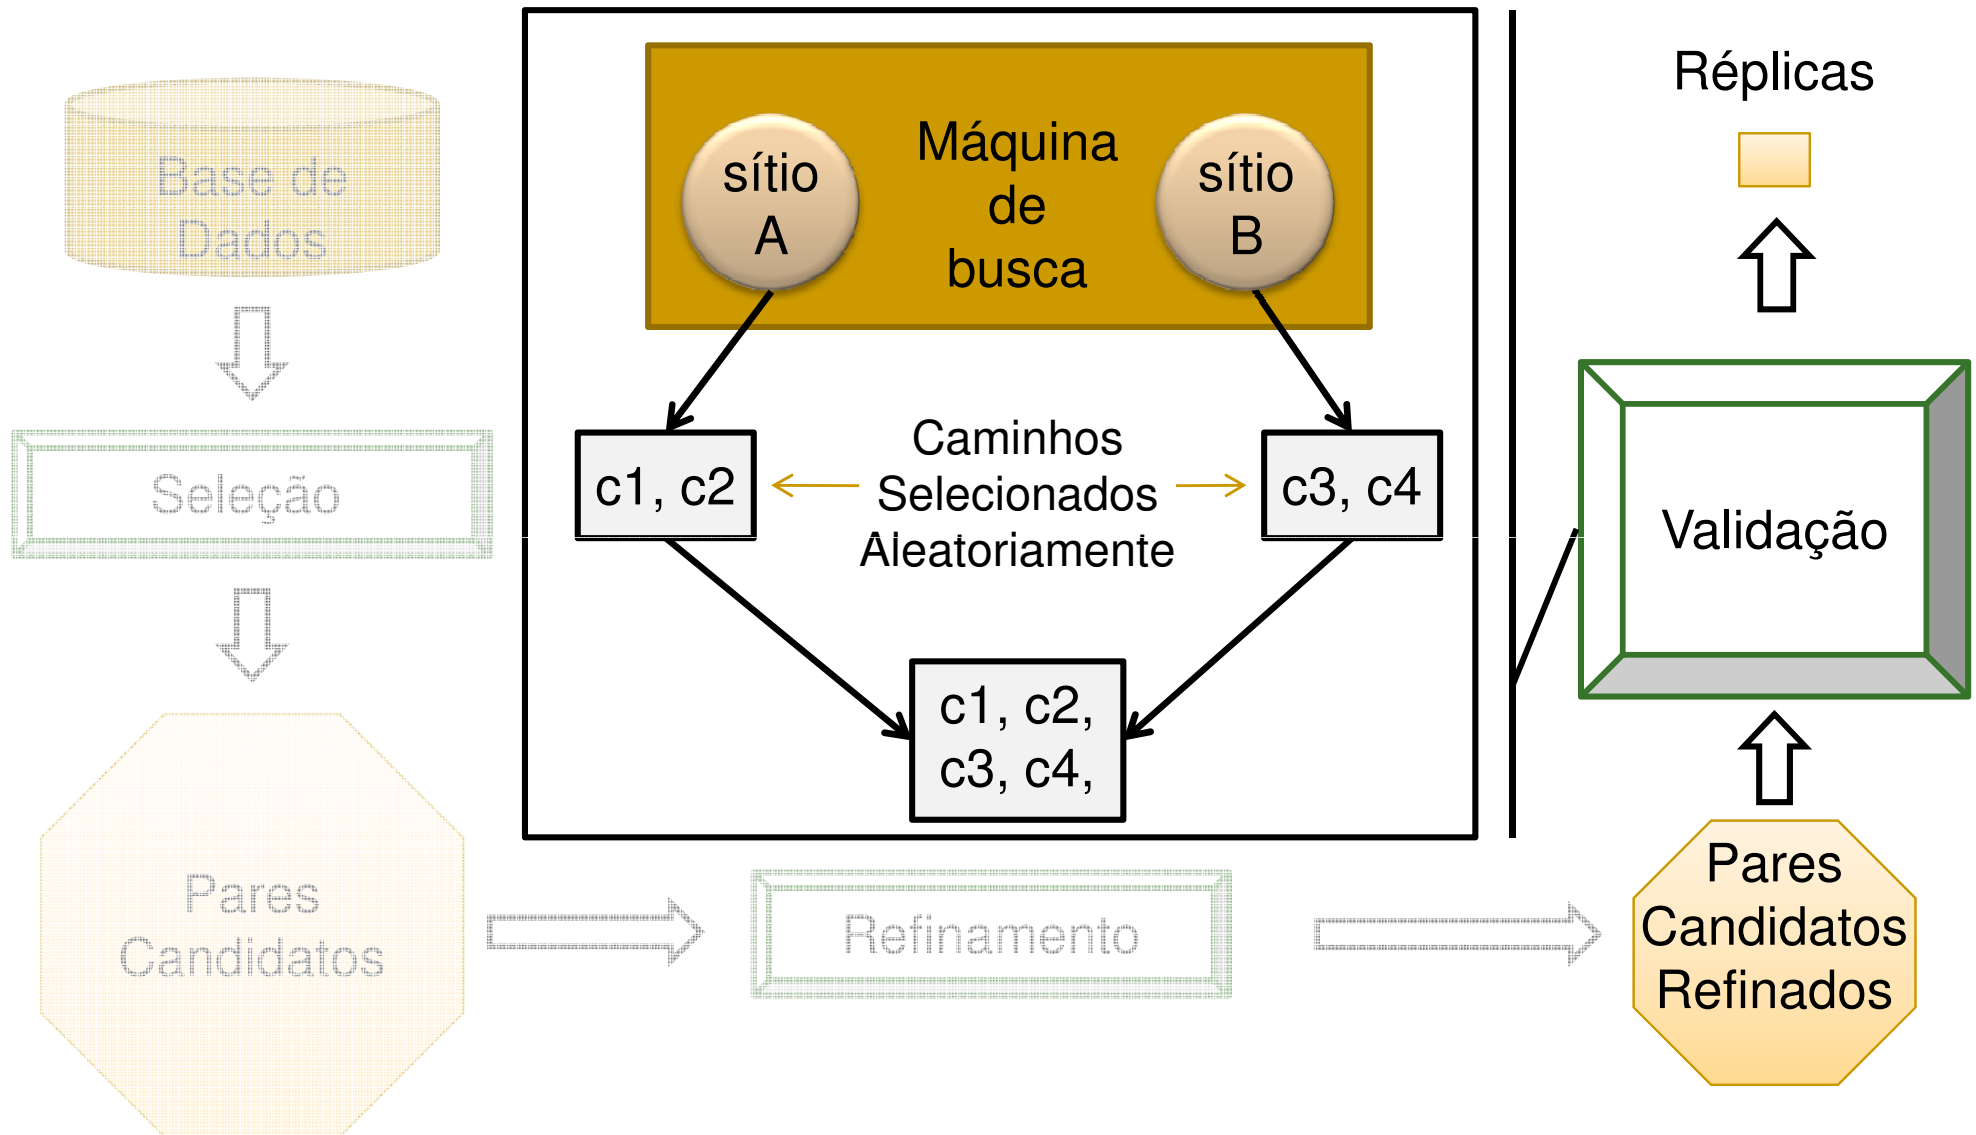 Base de
Dados
Seleção
Pares
Candidatos
Máquina
de
busca
sítio
A
sítio
B
c1, c2
Caminhos
Selecionados
Aleatoriamente
c3, c4
c1, c2,
c3, c4,
Refinamento
Réplicas
Validação
Pares
Candidatos
Refinados